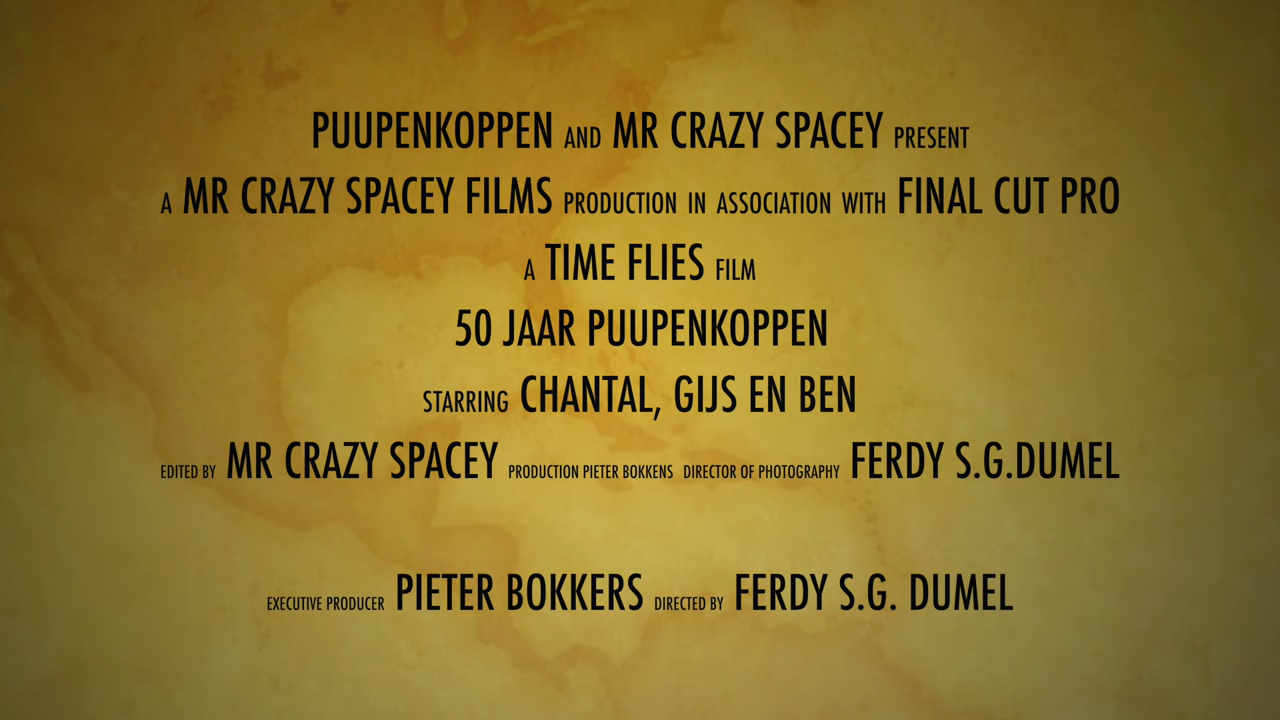 PUUPENKOPPEN AND MR CRAZY SPACEY PRESENT
A MR CRAZY SPACEY FILMS PRODUCTION IN ASSOCIATION WITH FINAL CUT PRO
A TIME FLIES FILM
50 JAAR PUUPENKOPPEN
STARRING CHANTAL, GIJS EN BEN
EDITED BY MR CRAZY SPACEY PRODUCTION PIETER BOKKENS DIRECTOR OF PHOTOGRAPHY FERDY S.G.DUMEL
EXECUTIVE PRODUCER PIETER BOKKERS DIRECTED BY FERDY S.G. DUMEL